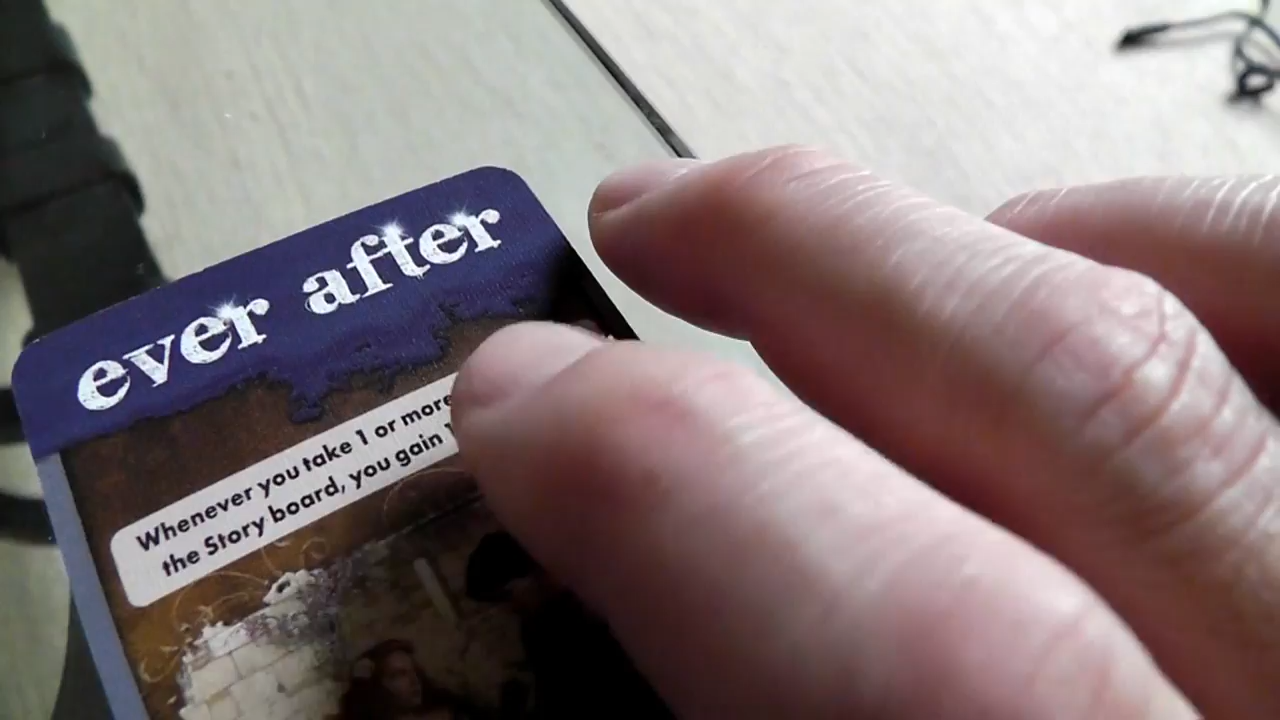 ever after
Whenever you take 1 or more
the Story board, you gain